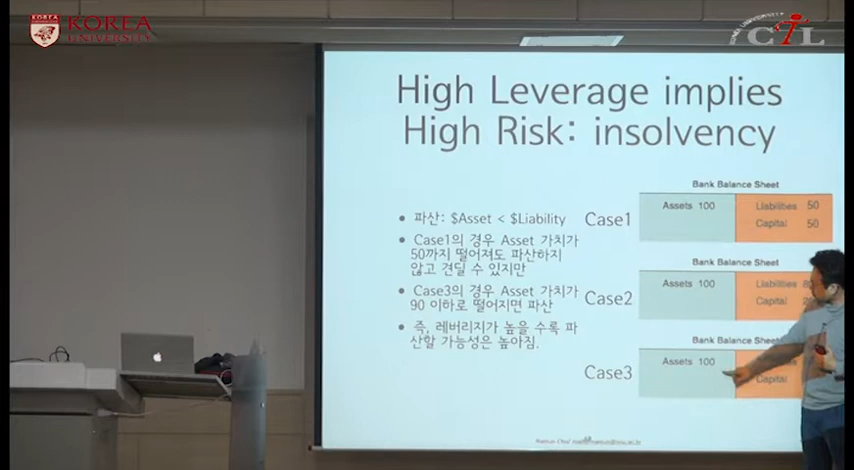 KOREA
UNIVERSITY
CTL
High Leverage implies
High Risk: insolvency
• 파산: $Asset < $Liability
• Case1의 경우 Asset 가치가
50까지 떨어져도 파산하지
않고 견딜 수 있지만
• Case3의 경우 Asset 가치가
90 이하로 떨어지면 파산
• 즉, 레버리지가 높을 수록 파
산할 가능성은 높아짐.
Case1
Bank Balance Sheet
Assets 100
Liabilities 50
Capital 50
Case2
Bank Balance Sheet
Assets 100
Liabilities
Capital
Case3
Bank Balance Sheet
Assets 100
Capital